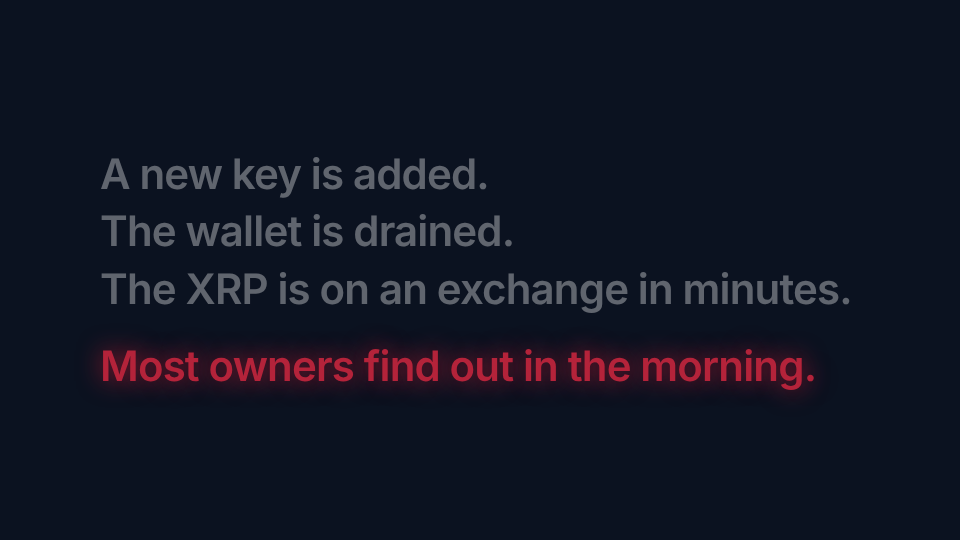 A new key is added.
The wallet is drained.
The XRP is on an exchange in minutes.
Most owners find out in the morning.